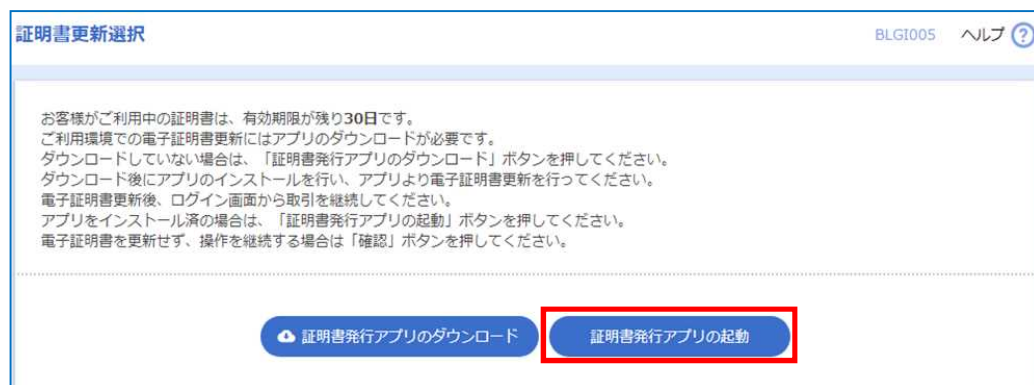 証明書更新選択
BLGI005 ヘルプ ?
お客様がご利用中の証明書は、有効期限が残り30日です。
ご利用環境での電子証明書更新にはアプリのダウンロードが必要です。
ダウンロードしていない場合は、「証明書発行アプリのダウンロード」ボタンを押してください。
ダウンロード後にアプリのインストールを行い、アプリより電子証明書更新を行ってください。
電子証明書更新後、ログイン画面から取引を継続してください。
アプリをインストール済の場合は、「証明書発行アプリの起動」ボタンを押してください。
電子証明書を更新せず、操作を継続する場合は「確認」ボタンを押してください。
証明書発行アプリのダウンロード
証明書発行アプリの起動